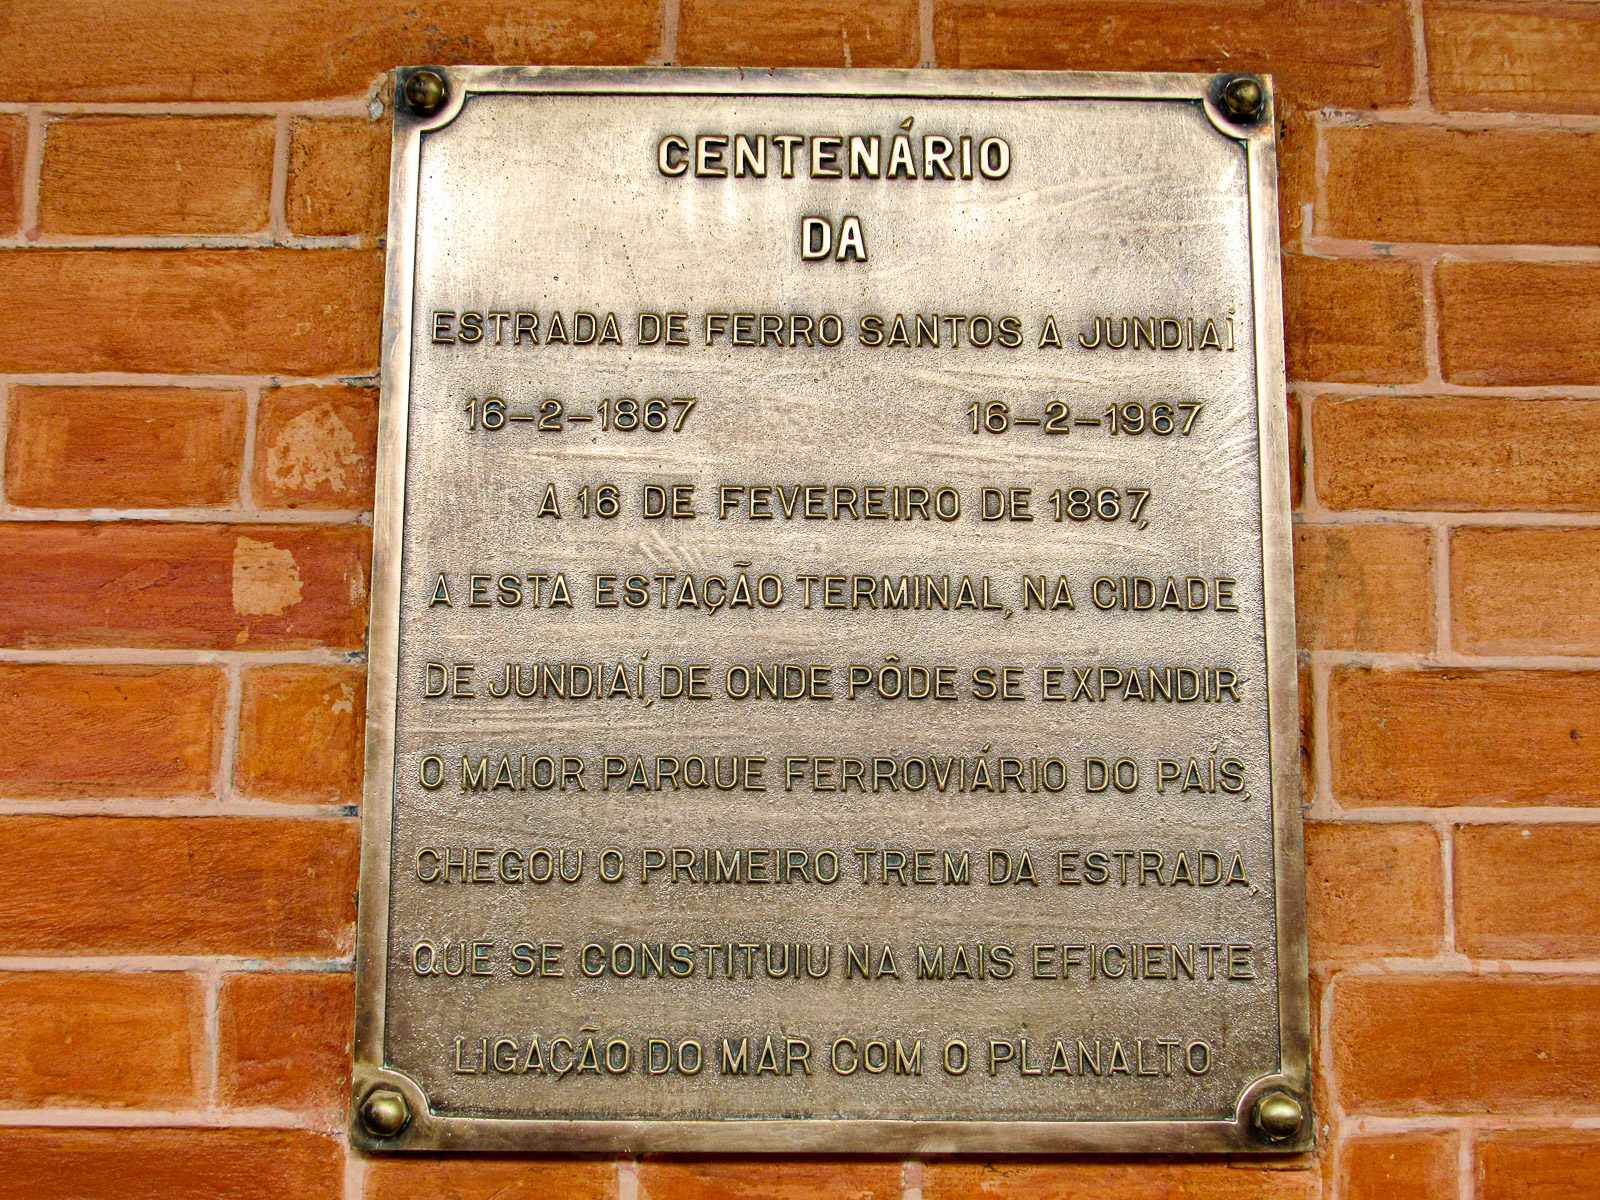 CENTENÁRIO
DA
ESTRADA DE FERRO SANTOS A JUNDIAÍ
16-2-1867 16-2-1967
A 16 DE FEVEREIRO DE 1867,
A ESTA ESTAÇÃO TERMINAL, NA CIDADE
DE JUNDIAÍ, DE ONDE PÔDE SE EXPANDIR
O MAIOR PARQUE FERROVIÁRIO DO PAÍS,
CHEGOU O PRIMEIRO TREM DA ESTRADA,
QUE SE CONSTITUIU NA MAIS EFICIENTE
LIGAÇÃO DO MAR COM O PLANALTO